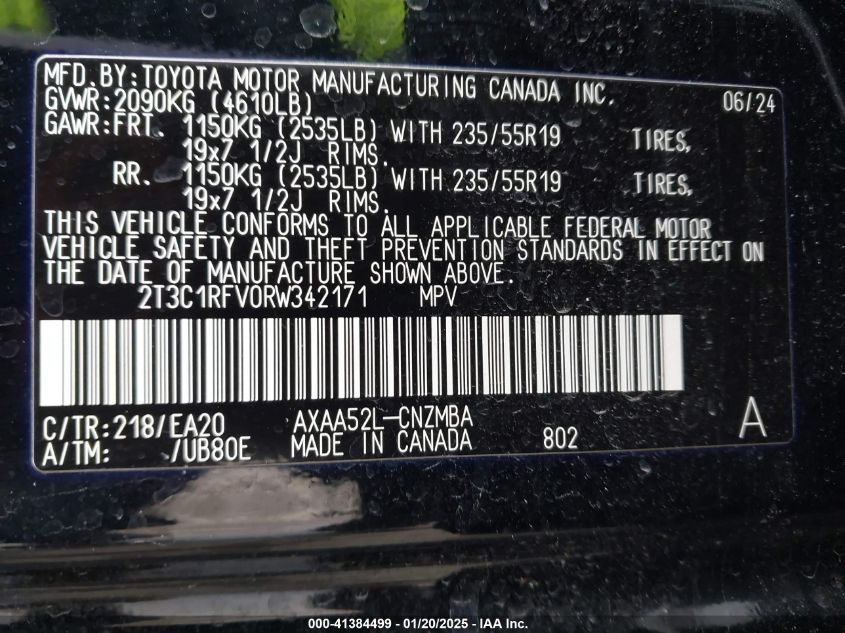 MFD.BY:TOYOTA MOTOR MANUFACTURING CANADA INC. 06/24
GVWR:2090KG (4610LB)
GAWR:FRT. 1150KG (2535LB) WITH 235/55R19 TIRES,
19x7 1/2J RIMS.
RR. 1150KG (2535LB) WITH 235/55R19 TIRES,
19x7 1/2J RIMS.
THIS VEHICLE CONFORMS TO ALL APPLICABLE FEDERAL MOTOR
VEHICLE SAFETY AND THEFT PREVENTION STANDARDS IN EFFECT ON
THE DATE OF MANUFACTURE SHOWN ABOVE.
2T3C1RFV0RW342171 MPV
C/TR:218/EA20 AXAA52L-CNZMBA A
A/TM: /UB80E MADE IN CANADA 802
000-41384499 - 01/20/2025 - IAA Inc.